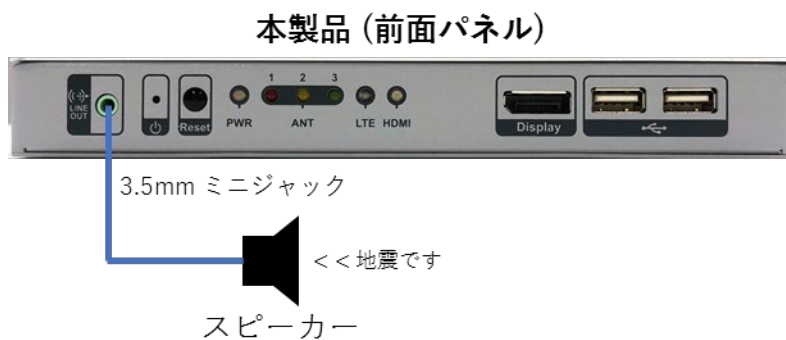 本製品 (前面パネル)
1 2 3
LINE OUT
Reset
PWR
ANT
LTE HDMI
Display
3.5mm ミニジャック
<<地震です
スピーカー